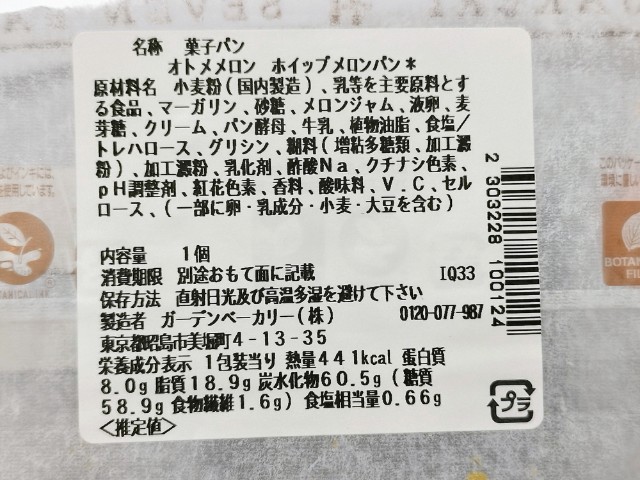 名称 菓子パン
オトメメロン ホイップメロンパン*
原材料名 小麦粉(国内製造)、乳等を主要原料とす
る食品、マーガリン、砂糖、メロンジャム、液卵、麦
芽糖、クリーム、パン酵母、牛乳、植物油脂、食塩/
トレハロース、グリシン、糊料(増粘多糖類、加工澱
粉)、加工澱粉、乳化剤、酢酸Na、クチナシ色素、
pH調整剤、紅花色素、香料、酸味料、V.C、セル
ロース、(一部に卵・乳成分・小麦・大豆を含む)
内容量 1個
消費期限 別途おもて面に記載 IQ33
保存方法 直射日光及び高温多湿を避けて下さい
製造者 ガーデンベーカリー(株) 0120-077-987
東京都昭島市美堀町4-13-35
栄養成分表示 1包装当り 熱量441kcal 蛋白質
8.0g 脂質18.9g 炭水化物60.5g(糖質
58.9g 食物繊維1.6g) 食塩相当量0.66g
<推定値>
2 303228 100124
プラ